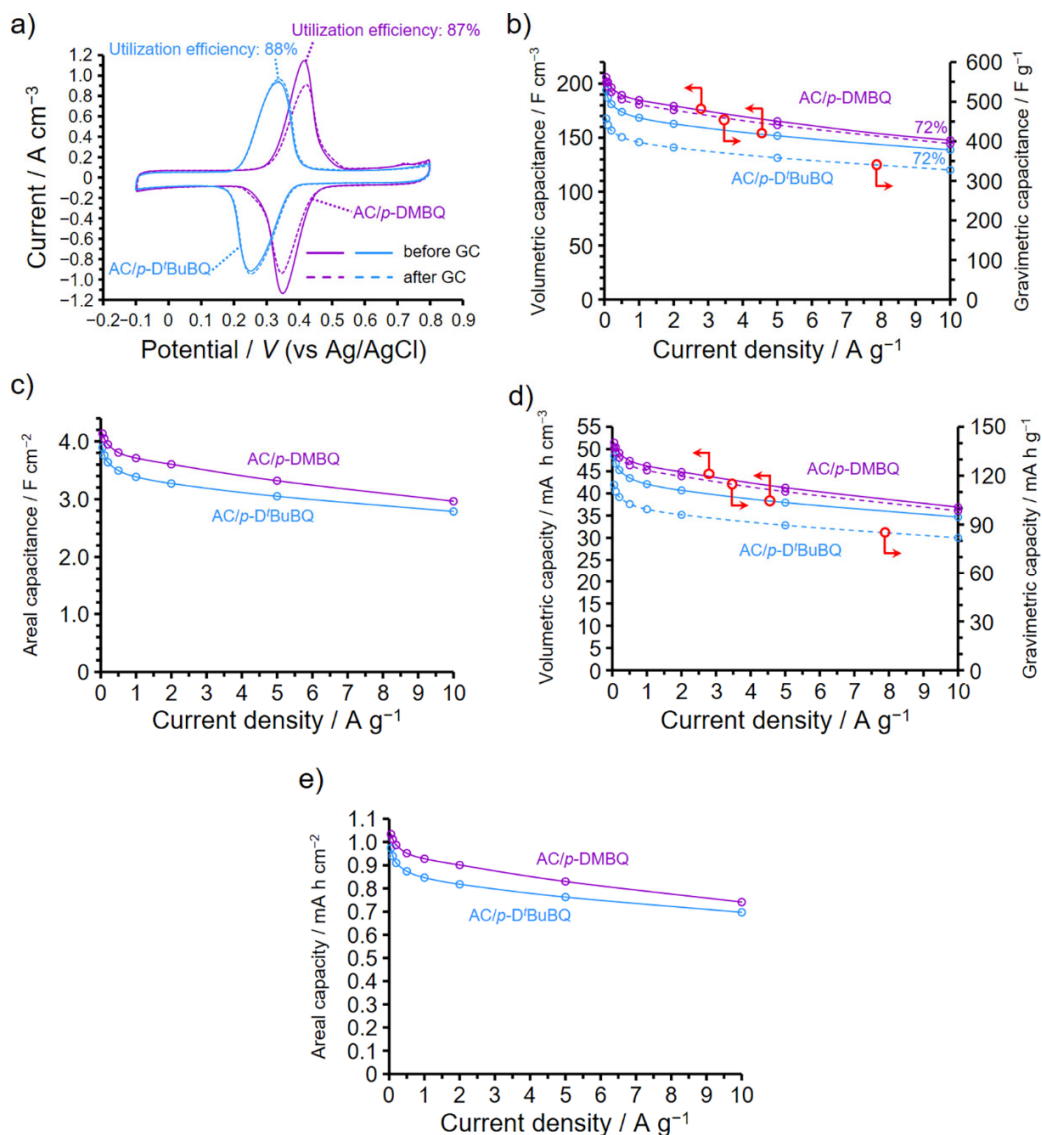 a)
Utilization efficiency: 87%
Utilization efficiency: 88%
Current / A cm⁻³
1.2
1.0
0.8
0.6
0.4
0.2
0
−0.2
−0.4
−0.6
−0.8
−1.0
−1.2
AC/p-DMBQ
AC/p-DᵗBuBQ
before GC
after GC
−0.2 −0.1 0 0.1 0.2 0.3 0.4 0.5 0.6 0.7 0.8 0.9
Potential / V (vs Ag/AgCl)
b)
Volumetric capacitance / F cm⁻³
200
150
100
50
0
AC/p-DMBQ
72%
72%
AC/p-DᵗBuBQ
600
500
400
300
200
100
0
Gravimetric capacitance / F g⁻¹
0 1 2 3 4 5 6 7 8 9 10
Current density / A g⁻¹
c)
Areal capacitance / F cm⁻²
4.0
3.0
2.0
1.0
0
AC/p-DMBQ
AC/p-DᵗBuBQ
0 1 2 3 4 5 6 7 8 9 10
Current density / A g⁻¹
d)
Volumetric capacity / mA h cm⁻³
55
50
45
40
35
30
25
20
15
10
5
0
AC/p-DMBQ
AC/p-DᵗBuBQ
150
120
90
60
30
0
Gravimetric capacity / mA h g⁻¹
0 1 2 3 4 5 6 7 8 9 10
Current density / A g⁻¹
e)
Areal capacity / mA h cm⁻²
1.1
1.0
0.9
0.8
0.7
0.6
0.5
0.4
0.3
0.2
0.1
0
AC/p-DMBQ
AC/p-DᵗBuBQ
0 1 2 3 4 5 6 7 8 9 10
Current density / A g⁻¹